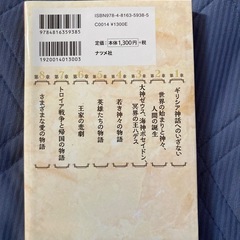 ISBN978-4-8163-5938-5
C0014 ¥1300E
9784816359385
定価 本体1,300円+税
1920014013003
ナツメ社
ギリシア神話へのいざない
世界の始まりと神々、
人間の誕生
大神ゼウス、海神ポセイドン、
冥界の王ハデス
若き神々の物語
英雄たちの物語
王家の悲劇
トロイア戦争と帰国の物語
さまざまな愛の物語